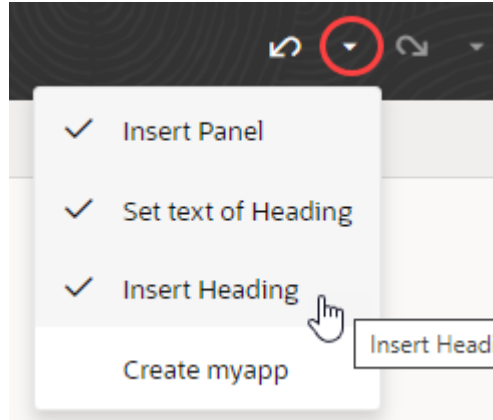 Insert Panel
Set text of Heading
Insert Heading
Insert Head
Create myapp